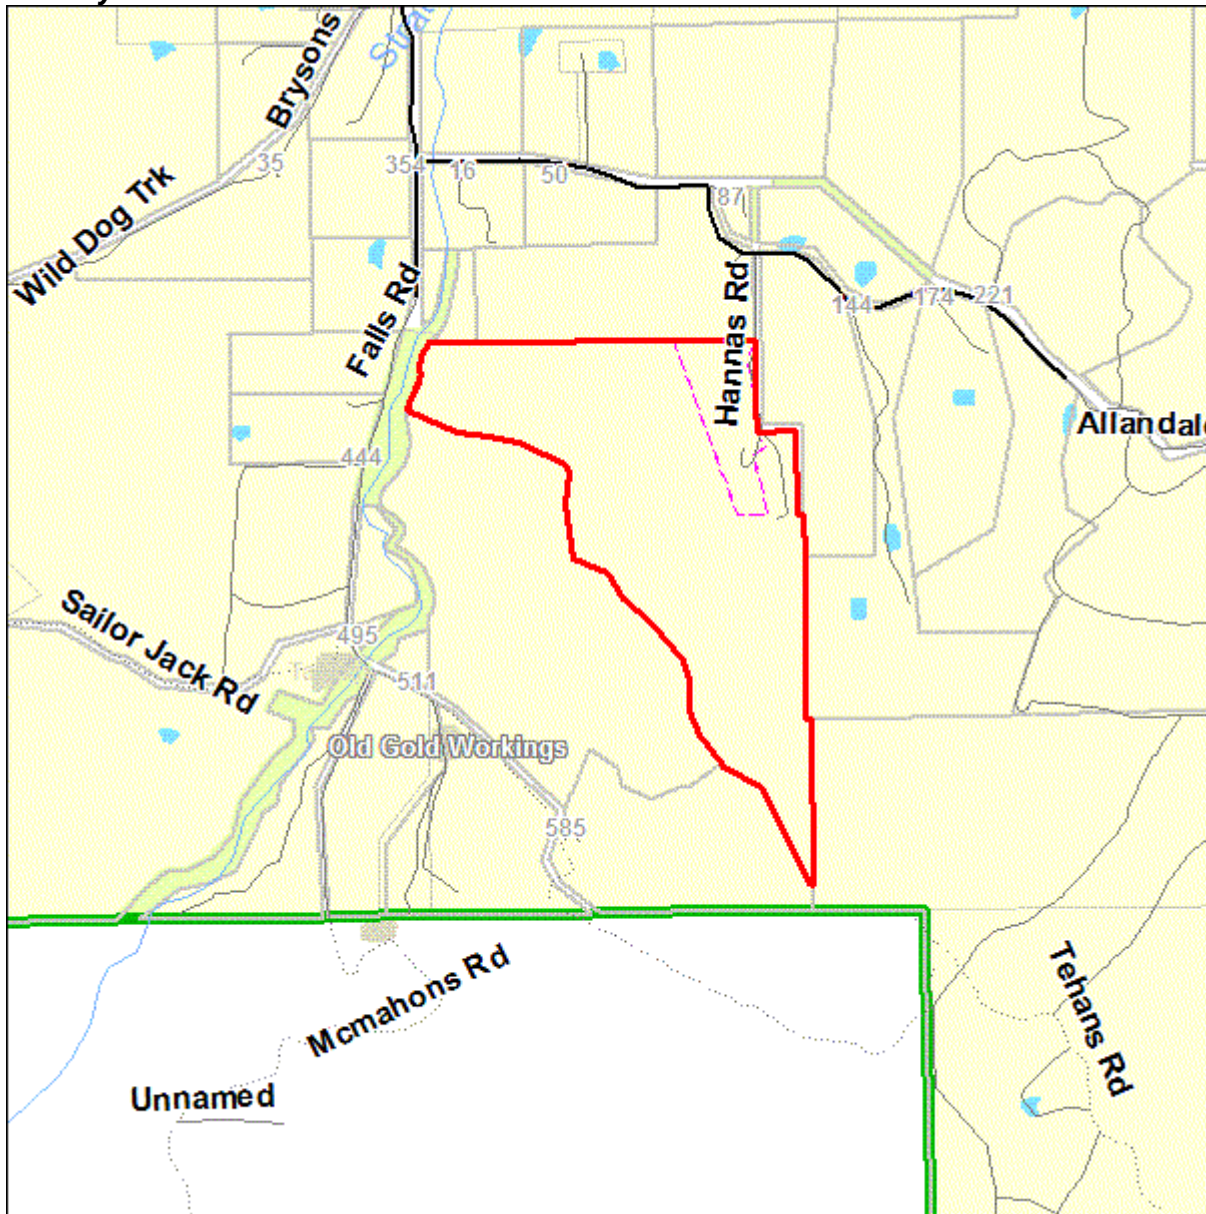 Brysons
35
354
16
50
Wild Dog Trk
87
Falls Rd
Hannas Rd
144
174
221
Allandale
444
Sailor Jack Rd
495
511
Old Gold Workings
585
Mcmahons Rd
Tehans Rd
Unnamed